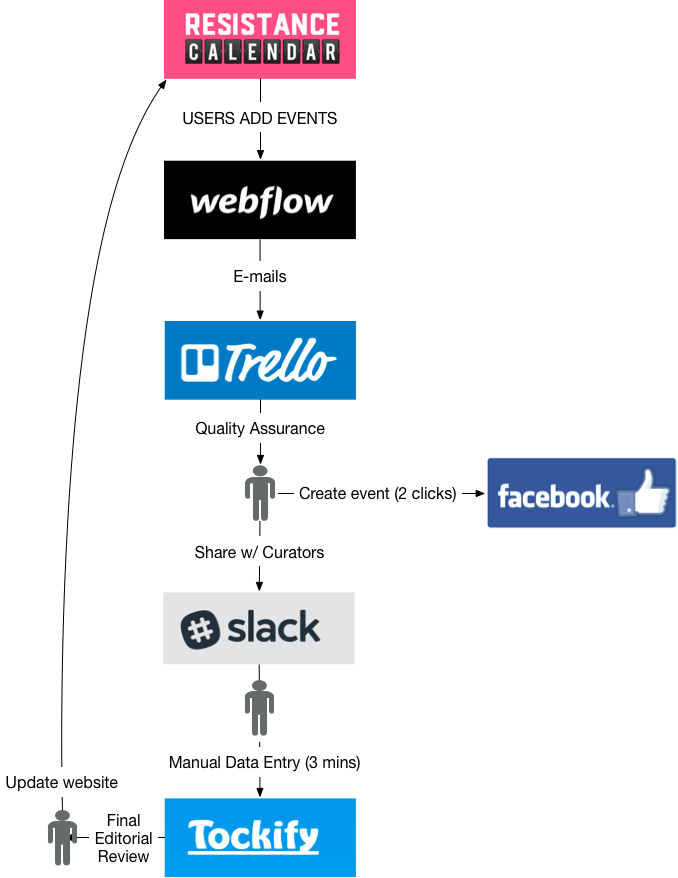 RESISTANCE
CALENDAR
USERS ADD EVENTS
webflow
E-mails
Trello
Quality Assurance
Create event (2 clicks)
facebook.
Share w/ Curators
slack
Manual Data Entry (3 mins)
Update website
Final
Editorial
Review
Tockify